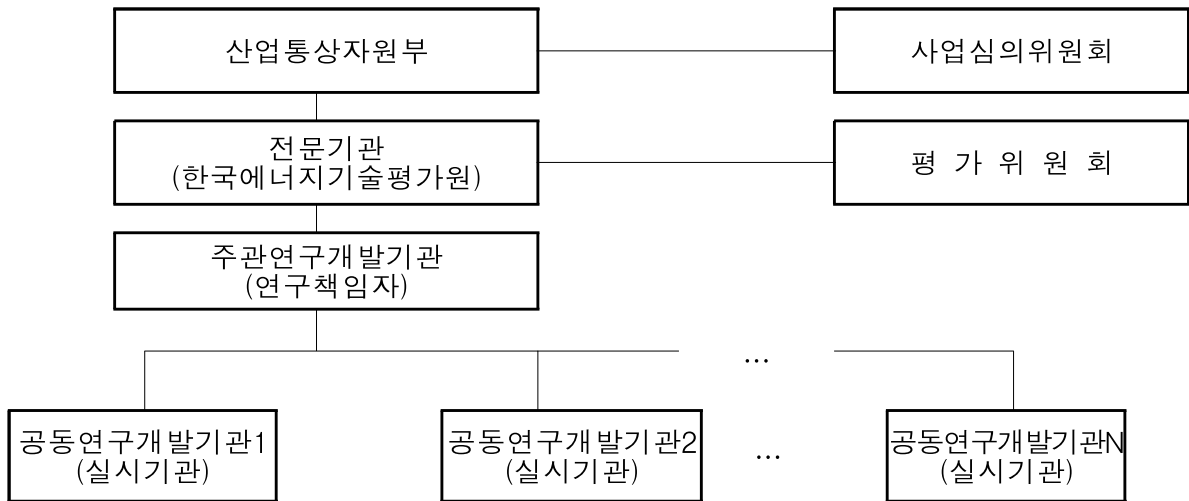 산업통상자원부
사업심의위원회
전문기관
(한국에너지기술평가원)
평 가 위 원 회
주관연구개발기관
(연구책임자)
...
공동연구개발기관1
(실시기관)
공동연구개발기관2
(실시기관)
...
공동연구개발기관N
(실시기관)